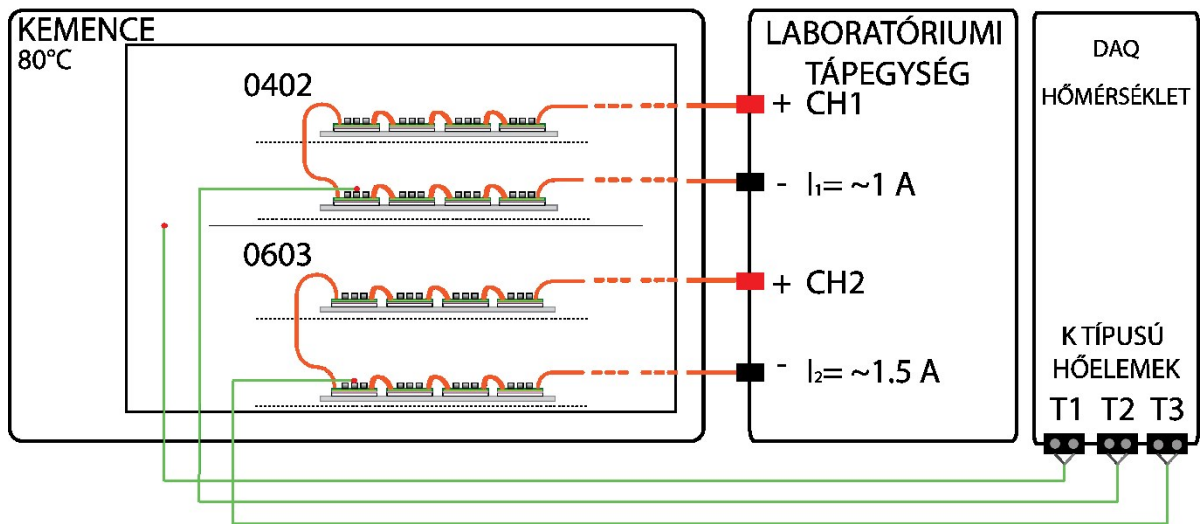 KEMENCE
80°C
0402
0603
LABORATÓRIUMI
TÁPEGYSÉG
+ CH1
- I₁= ~1 A
+ CH2
- I₂= ~1.5 A
DAQ
HŐMÉRSÉKLET
K TÍPUSÚ
HŐELEMEK
T1 T2 T3